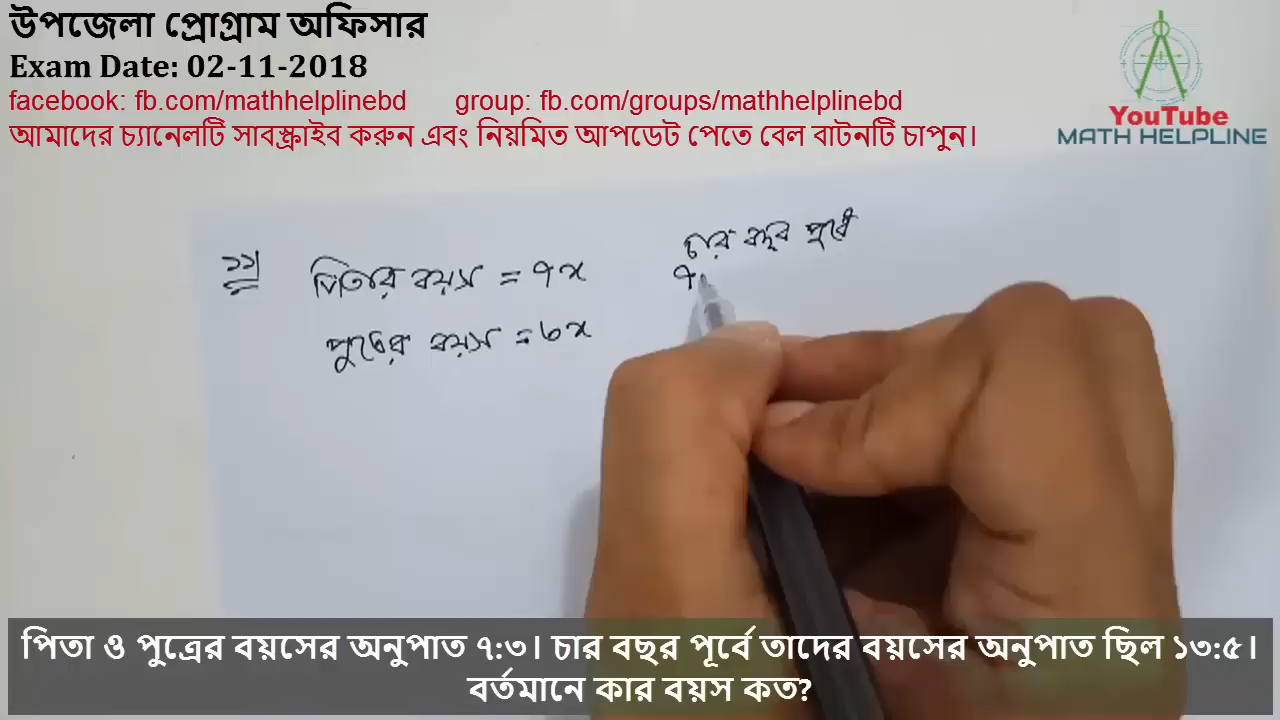 উপজেলা প্রোগ্রাম অফিসার
Exam Date: 02-11-2018
facebook: fb.com/mathhelplinebd group: fb.com/groups/mathhelplinebd
আমাদের চ্যানেলটি সাবস্ক্রাইব করুন এবং নিয়মিত আপডেট পেতে বেল বাটনটি চাপুন।
YouTube
MATH HELPLINE
চার বছর পূর্বে
১১। পিতার বয়স = ৭x
৭
পুত্রের বয়স = ৩x
পিতা ও পুত্রের বয়সের অনুপাত ৭:৩। চার বছর পূর্বে তাদের বয়সের অনুপাত ছিল ১৩:৫।
বর্তমানে কার বয়স কত?